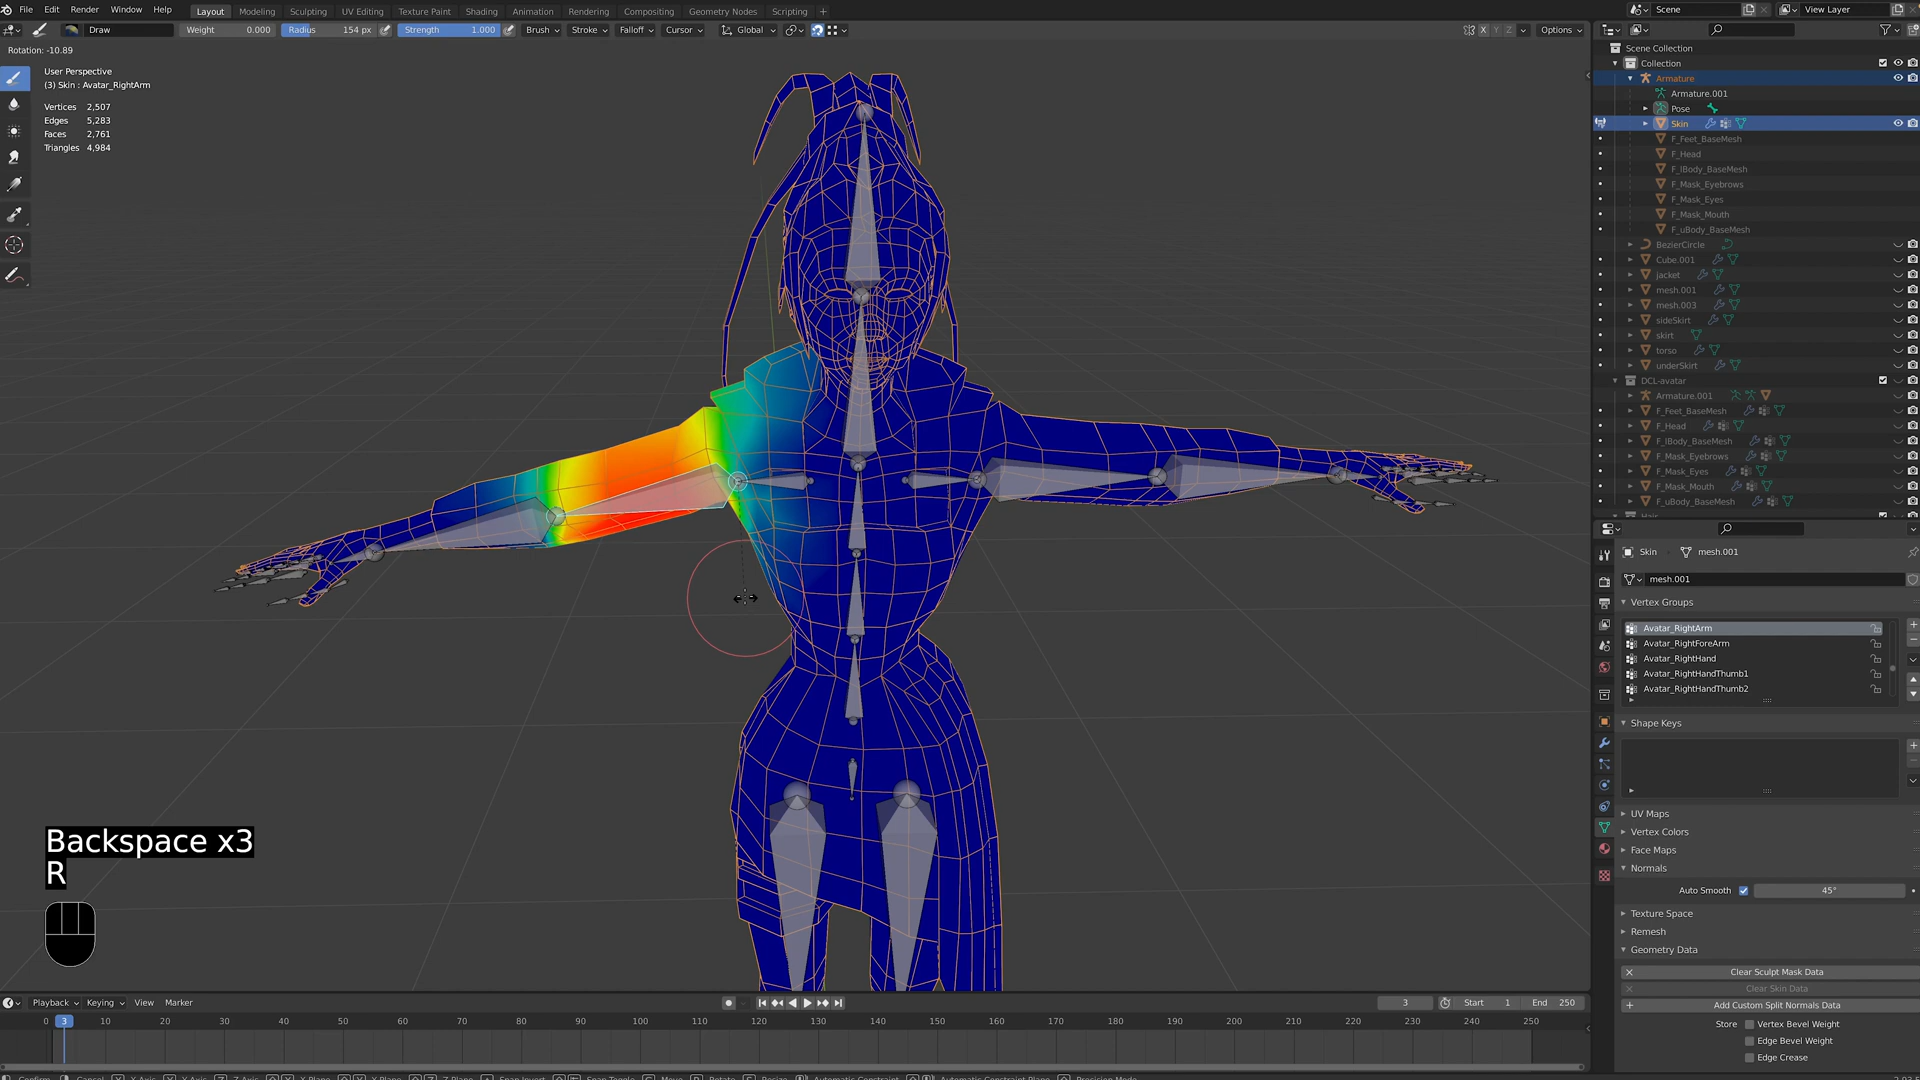 File Edit Render Window Help Layout Modeling Sculpting UV Editing Texture Paint Shading Animation Rendering Compositing Geometry Nodes Scripting + Scene View Layer
Draw Weight 0.000 Radius 154 px Strength 1.000 Brush Stroke Falloff Cursor Global X Y Z Options
Rotation: -10.89
User Perspective
(3) Skin : Avatar_RightArm
Vertices 2,507
Edges 5,283
Faces 2,761
Triangles 4,984
Scene Collection
Collection
Armature
Armature.001
Pose
Skin
F_Feet_BaseMesh
F_Head
F_lBody_BaseMesh
F_Mask_Eyebrows
F_Mask_Eyes
F_Mask_Mouth
F_uBody_BaseMesh
BezierCircle
Cube.001
jacket
mesh.001
mesh.003
sideSkirt
skirt
torso
underSkirt
DCL-avatar
Armature.001
F_Feet_BaseMesh
F_Head
F_lBody_BaseMesh
F_Mask_Eyebrows
F_Mask_Eyes
F_Mask_Mouth
F_uBody_BaseMesh
Skin mesh.001
mesh.001
Vertex Groups
Avatar_RightArm
Avatar_RightForeArm
Avatar_RightHand
Avatar_RightHandThumb1
Avatar_RightHandThumb2
Shape Keys
UV Maps
Vertex Colors
Face Maps
Normals
Auto Smooth 45°
Texture Space
Remesh
Geometry Data
Clear Sculpt Mask Data
Clear Skin Data
Add Custom Split Normals Data
Store Vertex Bevel Weight
Edge Bevel Weight
Edge Crease
Backspace x3
R
Playback Keying View Marker 3 Start 1 End 250
0 3 10 20 30 40 50 60 70 80 90 100 110 120 130 140 150 160 170 180 190 200 210 220 230 240 250